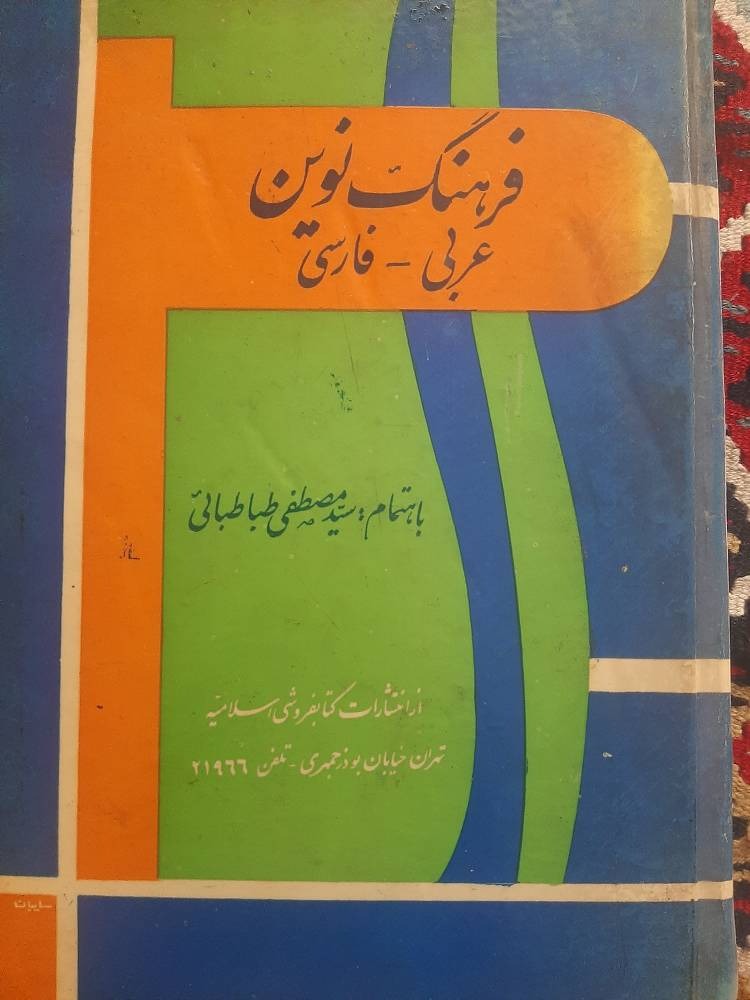 فرهنگ نوین
عربی - فارسی
باهتمام: سید مصطفی طباطبائی
از انتشارات کتابفروشی اسلامیه
تهران خیابان بوذرجمهری - تلفن ۲۱۹۶۶